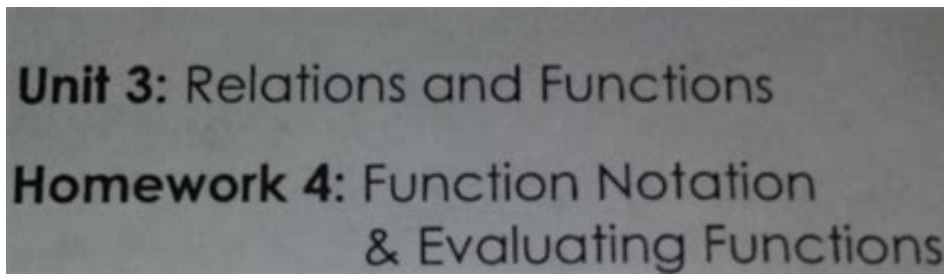 Unit 3: Relations and Functions
Homework 4: Function Notation
& Evaluating Functions